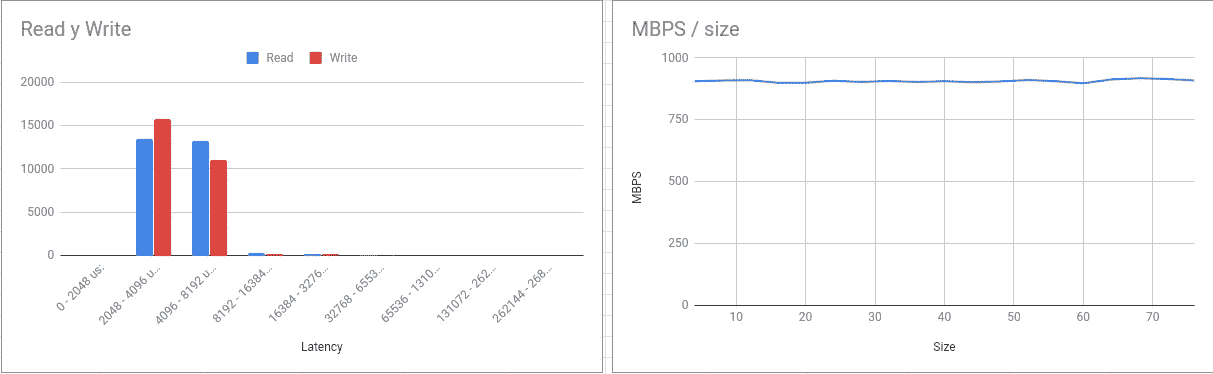 Read y Write
Read Write
20000
15000
10000
5000
0
0 - 2048 us:
2048 - 4096 u...
4096 - 8192 u...
8192 - 16384...
16384 - 3276...
32768 - 6553...
65536 - 1310...
131072 - 262...
262144 - 268...
Latency
MBPS / size
1000
750
500
250
0
MBPS
10 20 30 40 50 60 70
Size